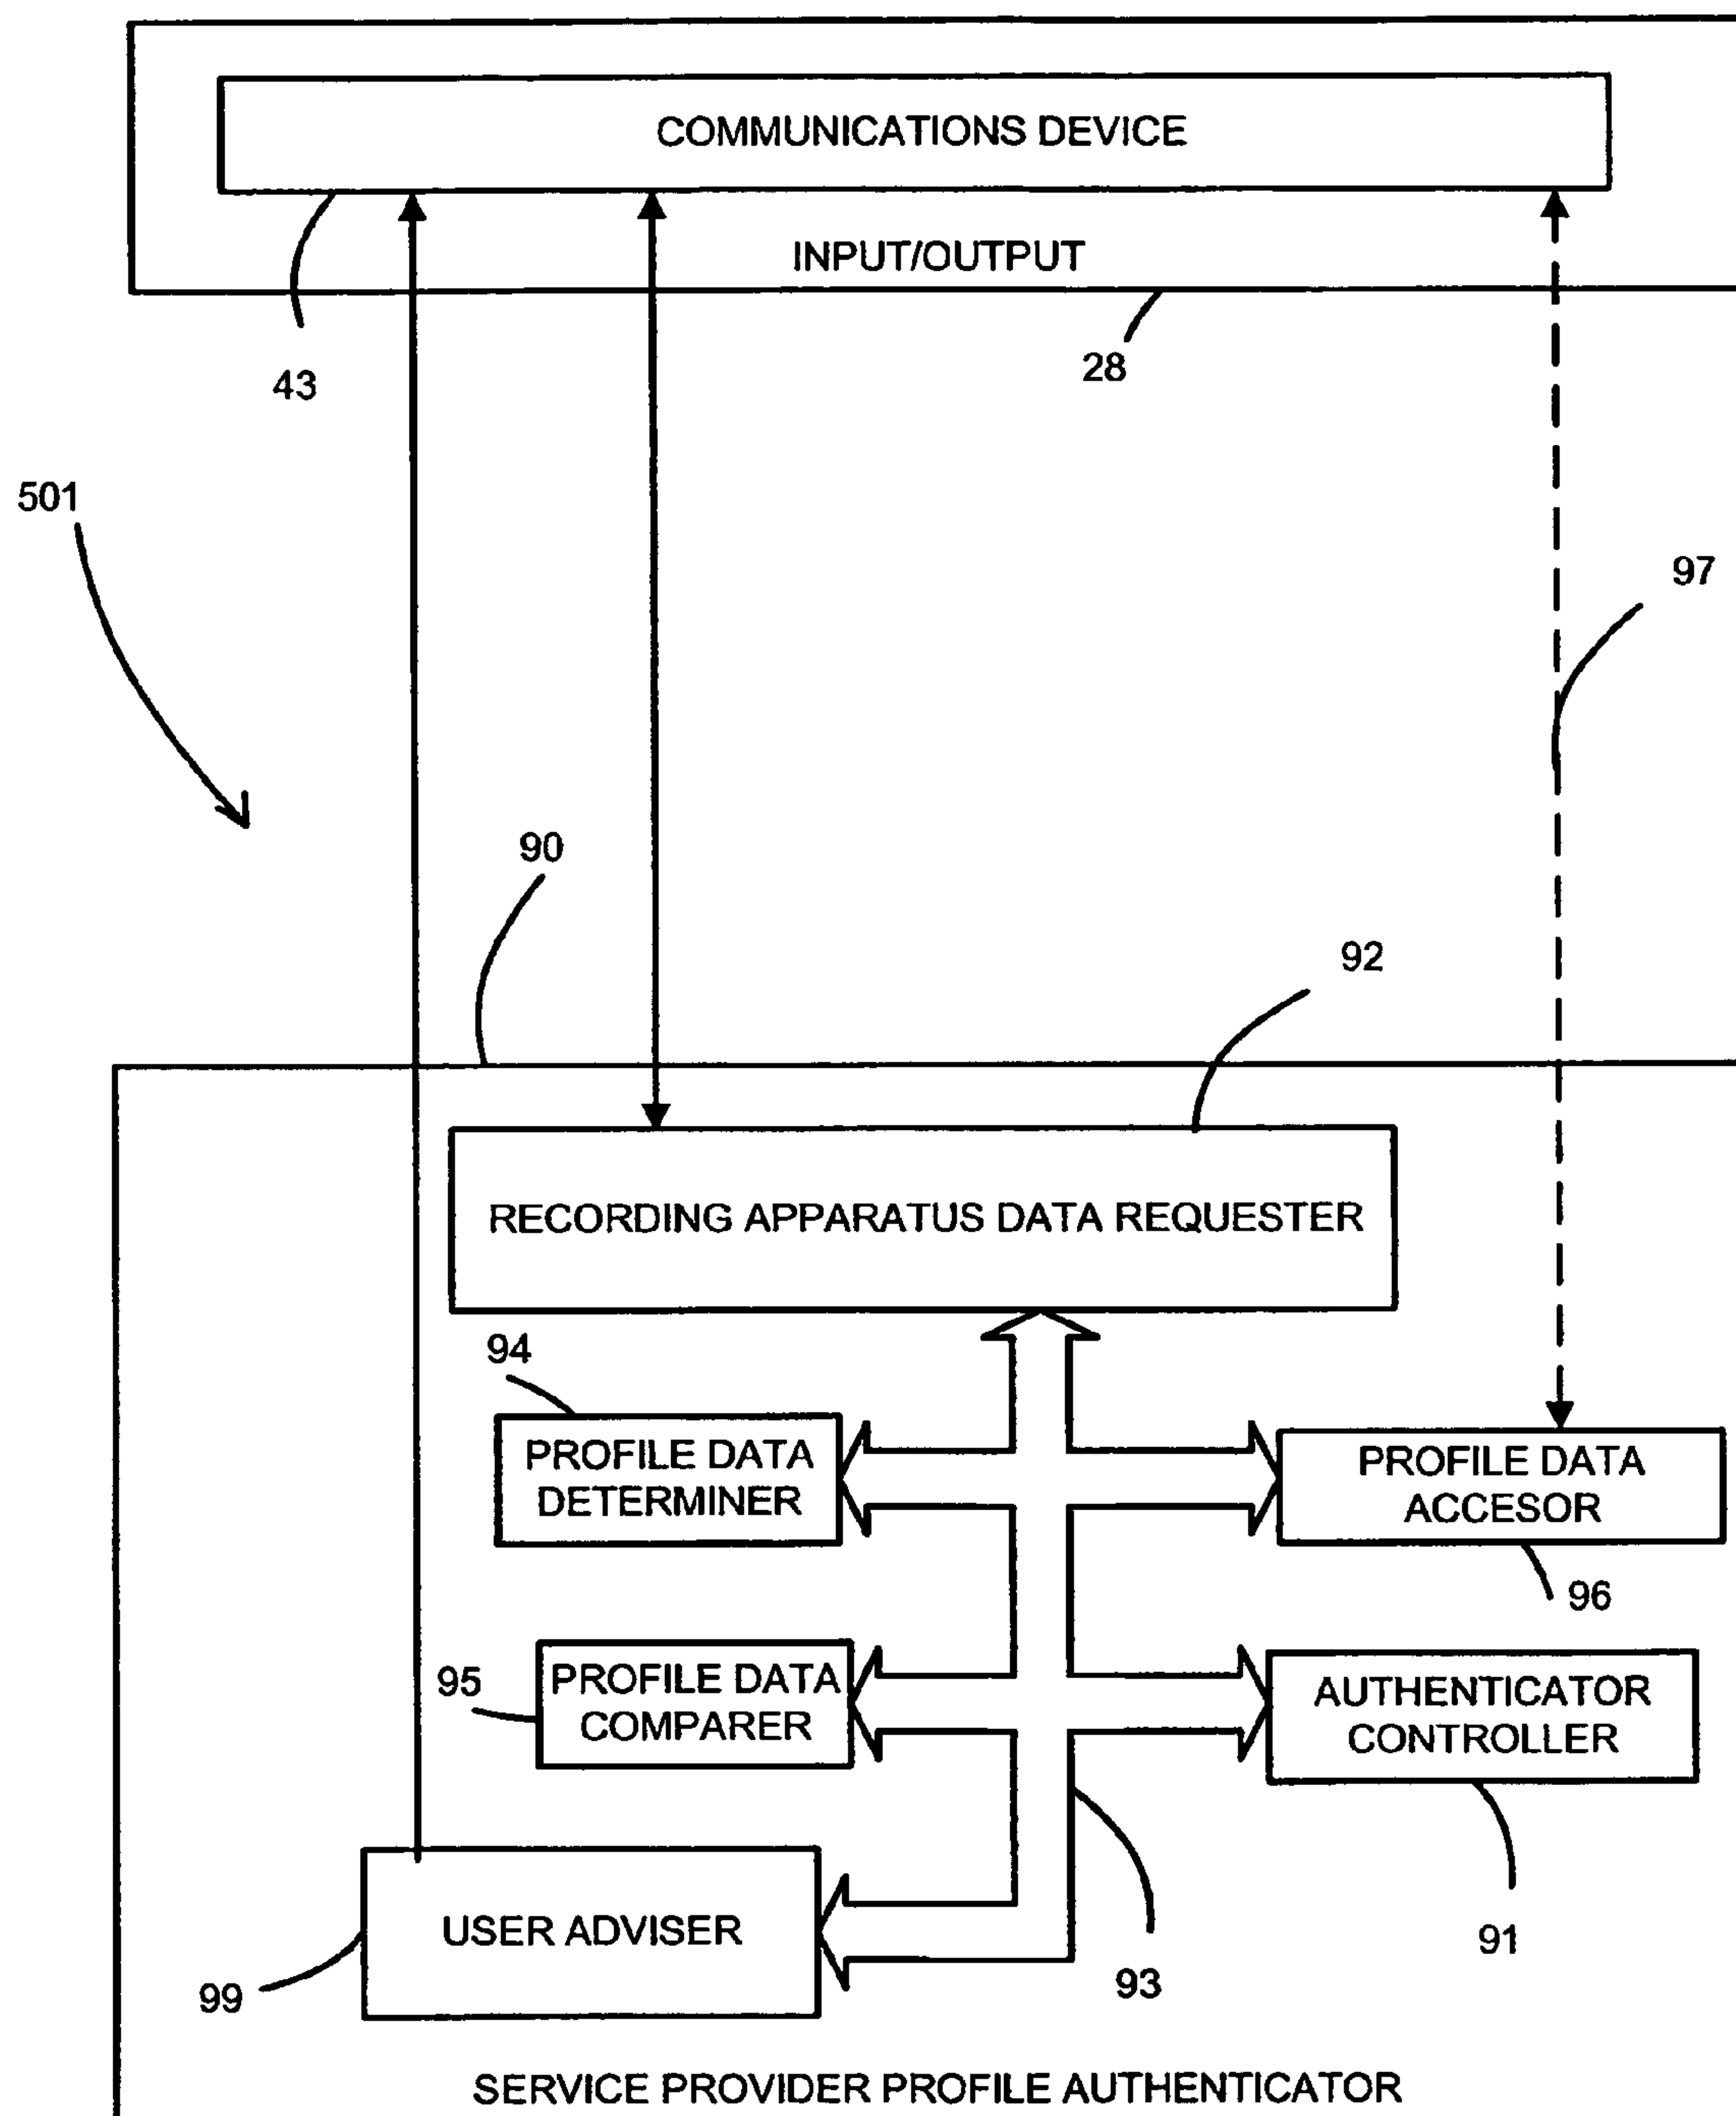 COMMUNICATIONS DEVICE
INPUT/OUTPUT
43
28
501
97
90
92
RECORDING APPARATUS DATA REQUESTER
94
PROFILE DATA
DETERMINER
PROFILE DATA
ACCESOR
96
95
PROFILE DATA
COMPARER
AUTHENTICATOR
CONTROLLER
91
USER ADVISER
99
93
SERVICE PROVIDER PROFILE AUTHENTICATOR